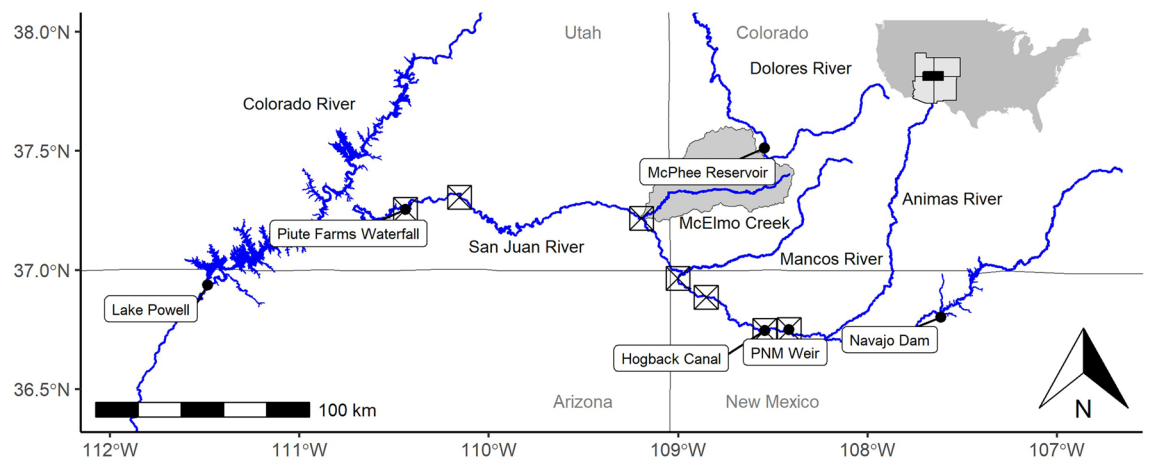 38.0°N
Utah
Colorado
Dolores River
Colorado River
37.5°N
McPhee Reservoir
Animas River
McElmo Creek
Piute Farms Waterfall
San Juan River
Mancos River
37.0°N
Lake Powell
Navajo Dam
Hogback Canal
PNM Weir
36.5°N
Arizona
New Mexico
100 km
N
112°W
111°W
110°W
109°W
108°W
107°W